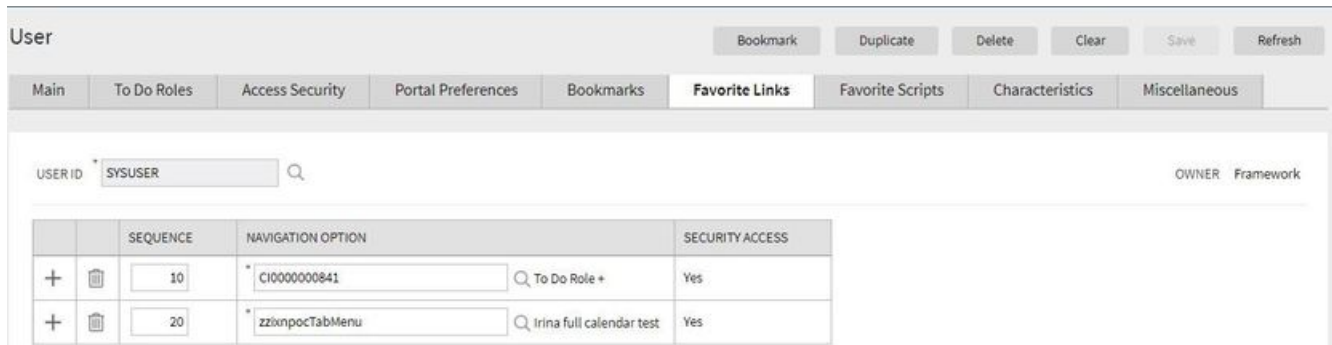 User Bookmark Duplicate Delete Clear Save Refresh
Main To Do Roles Access Security Portal Preferences Bookmarks Favorite Links Favorite Scripts Characteristics Miscellaneous
USER ID * SYSUSER OWNER Framework
SEQUENCE NAVIGATION OPTION SECURITY ACCESS
10 * CI0000000841 To Do Role + Yes
20 * zzixnpocTabMenu Irina full calendar test Yes